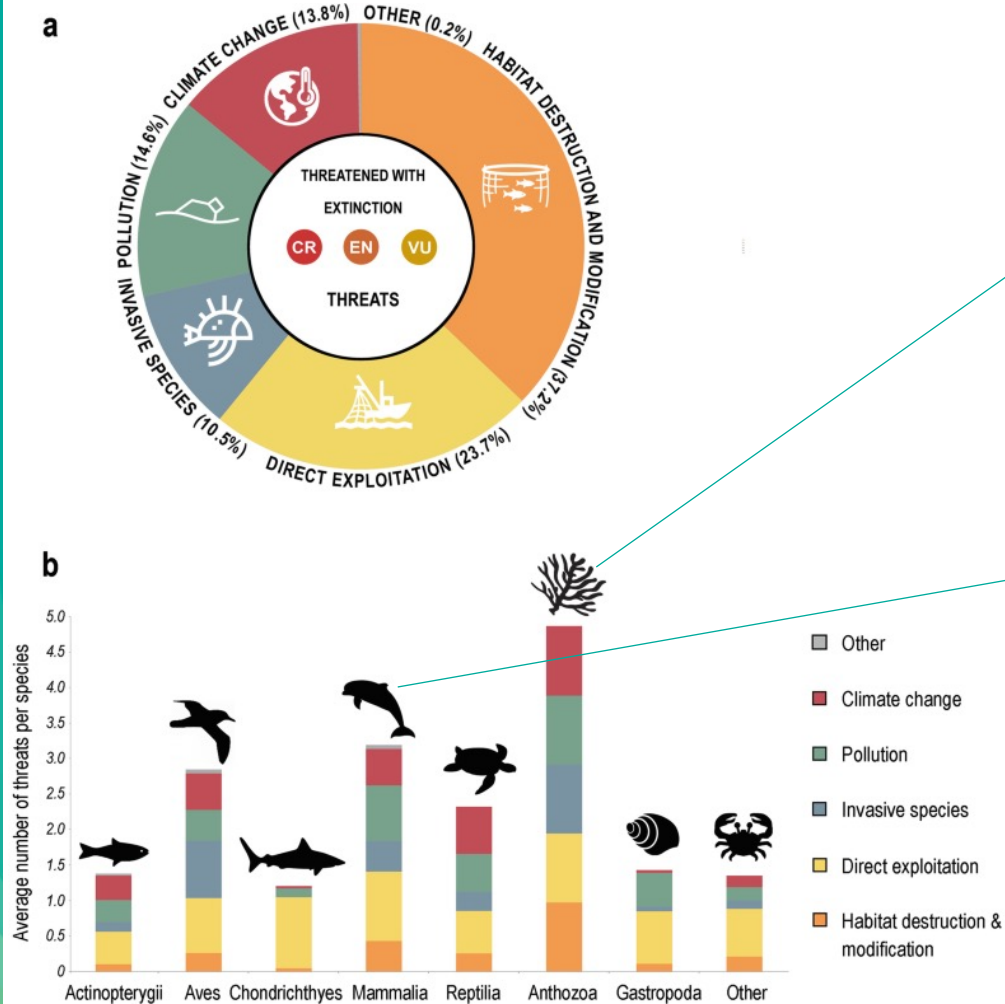 a
CLIMATE CHANGE (13.8%)
OTHER (0.2%)
HABITAT DESTRUCTION AND MODIFICATION (37.2%)
DIRECT EXPLOITATION (23.7%)
INVASIVE SPECIES (10.5%)
POLLUTION (14.6%)
THREATENED WITH
EXTINCTION
CR EN VU
THREATS
b
Average number of threats per species
5.0
4.5
4.0
3.5
3.0
2.5
2.0
1.5
1.0
0.5
0
Actinopterygii Aves Chondrichthyes Mammalia Reptilia Anthozoa Gastropoda Other
Other
Climate change
Pollution
Invasive species
Direct exploitation
Habitat destruction &
modification